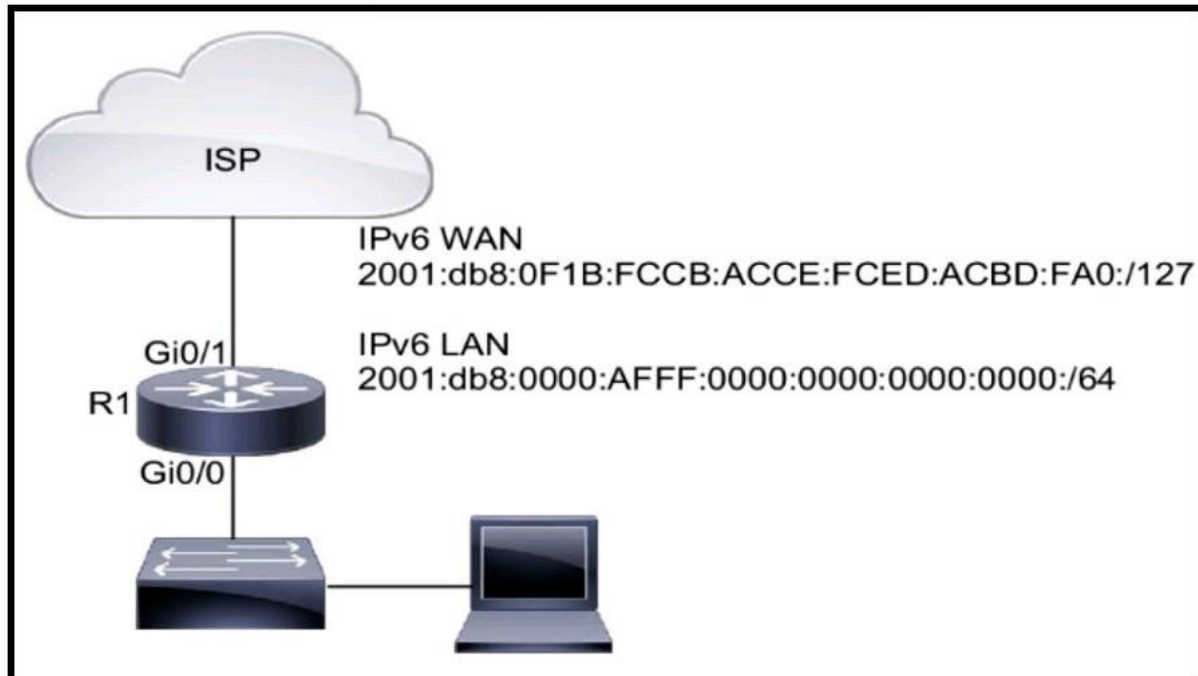 ISP
IPv6 WAN
2001:db8:0F1B:FCCB:ACCE:FCED:ACBD:FA0:/127
Gi0/1
IPv6 LAN
2001:db8:0000:AFFF:0000:0000:0000:0000:/64
R1
Gi0/0